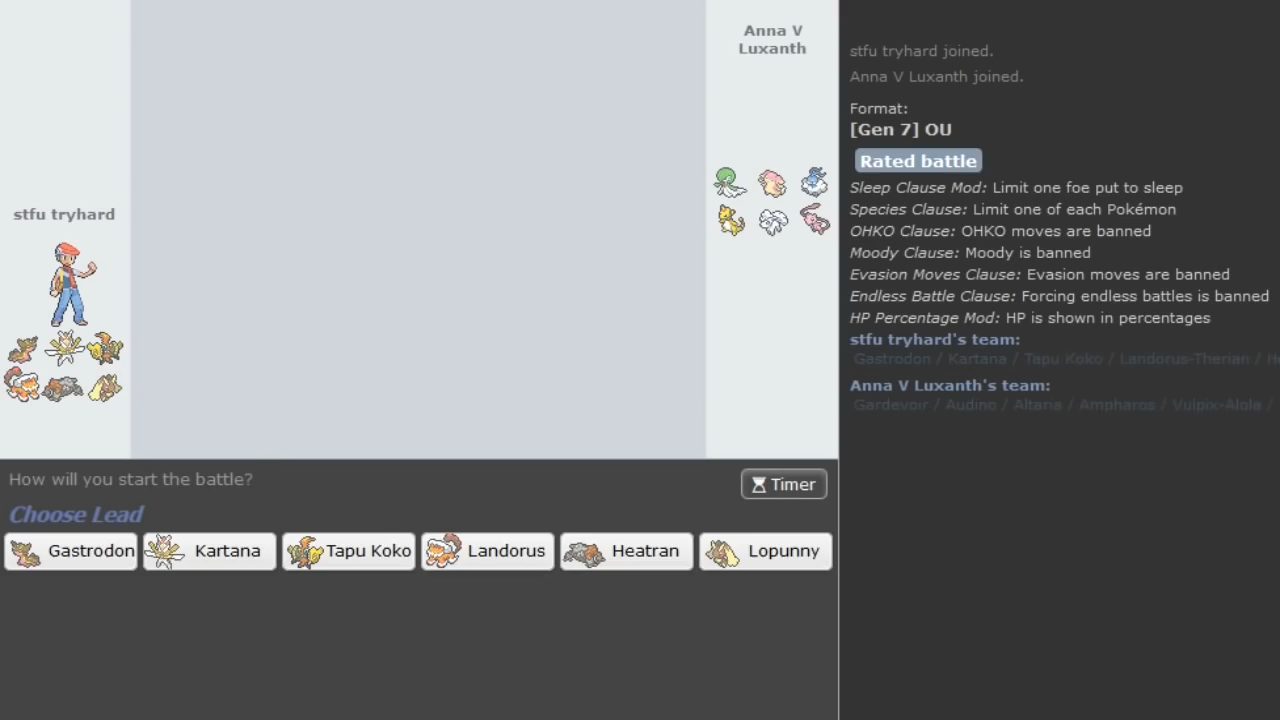 Anna V
Luxanth
stfu tryhard
stfu tryhard joined.
Anna V Luxanth joined.
Format:
[Gen 7] OU
Rated battle
Sleep Clause Mod: Limit one foe put to sleep
Species Clause: Limit one of each Pokémon
OHKO Clause: OHKO moves are banned
Moody Clause: Moody is banned
Evasion Moves Clause: Evasion moves are banned
Endless Battle Clause: Forcing endless battles is banned
HP Percentage Mod: HP is shown in percentages
stfu tryhard's team:
Gastrodon / Kartana / Tapu Koko / Landorus-Therian /
Anna V Luxanth's team:
Gardevoir / Audino / Altaria / Ampharos / Vulpix-Alola /
How will you start the battle?
Timer
Choose Lead
Gastrodon
Kartana
Tapu Koko
Landorus
Heatran
Lopunny